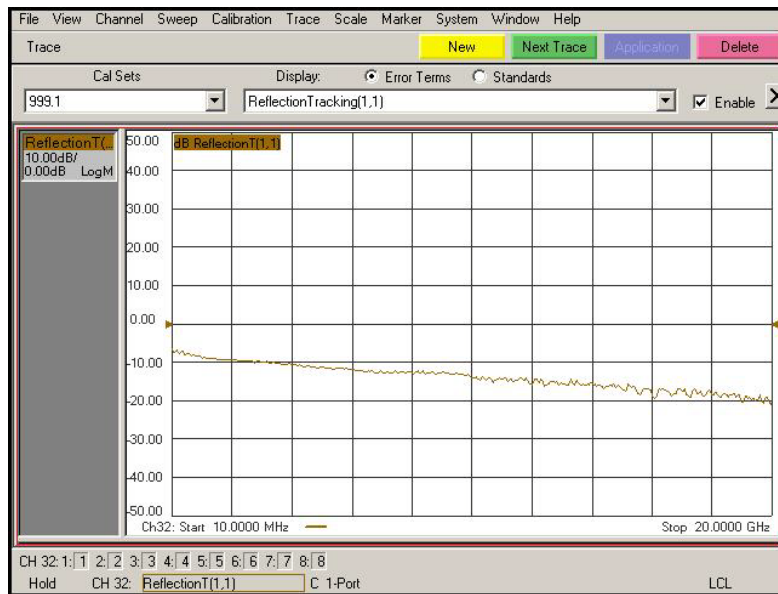 File View Channel Sweep Calibration Trace Scale Marker System Window Help
Trace New Next Trace Application Delete
Cal Sets Display: Error Terms Standards
999.1 ReflectionTracking(1,1) Enable X
ReflectionT(... 50.00 dB ReflectionT(1,1)
10.00dB/
0.00dB LogM
40.00
30.00
20.00
10.00
0.00
-10.00
-20.00
-30.00
-40.00
-50.00
Ch32: Start 10.0000 MHz Stop 20.0000 GHz
CH 32: 1: 1 2: 2 3: 3 4: 4 5: 5 6: 6 7: 7 8: 8
Hold CH 32: ReflectionT(1,1) C 1-Port LCL